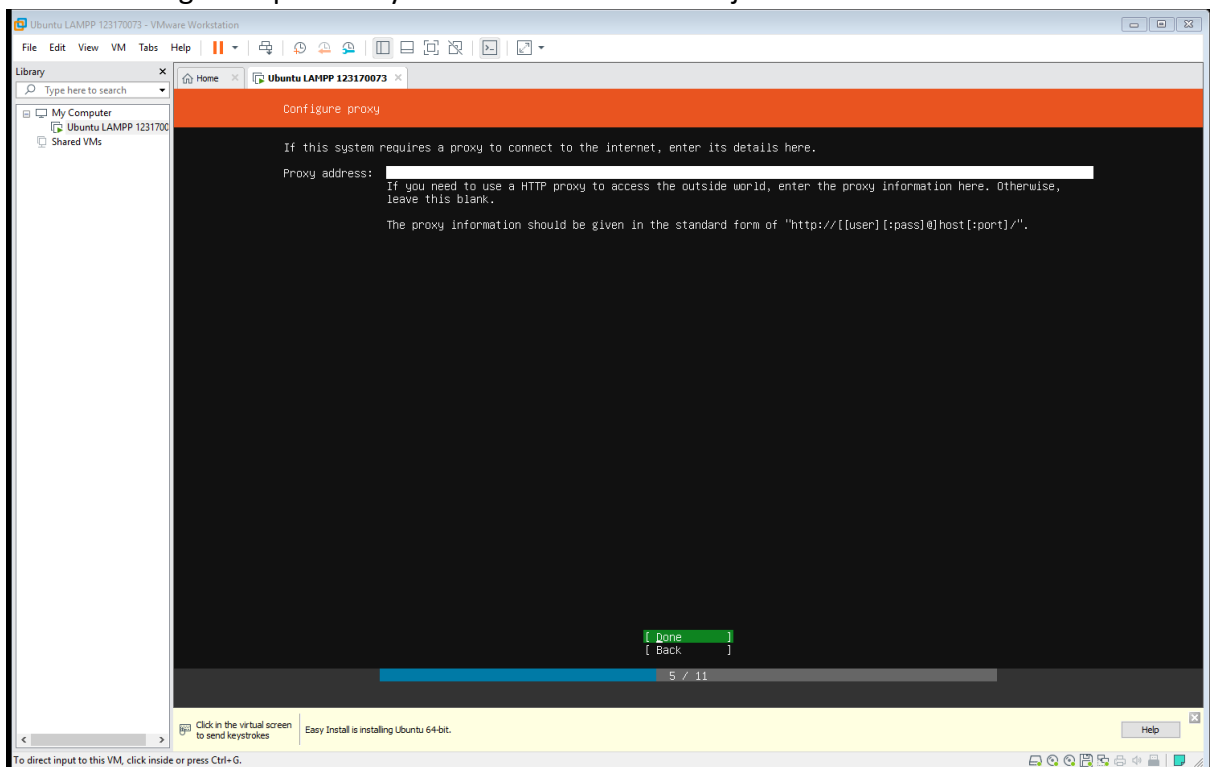 Ubuntu LAMPP 123170073 - VMware Workstation
File Edit View VM Tabs Help
Library
Type here to search
My Computer
Ubuntu LAMPP 1231700
Shared VMs
Home
Ubuntu LAMPP 123170073
Configure proxy
If this system requires a proxy to connect to the internet, enter its details here.
Proxy address:
If you need to use a HTTP proxy to access the outside world, enter the proxy information here. Otherwise,
leave this blank.
The proxy information should be given in the standard form of "http://[[user][:pass]@]host[:port]/".
[ Done ]
[ Back ]
5 / 11
Click in the virtual screen
to send keystrokes
Easy Install is installing Ubuntu 64-bit.
Help
To direct input to this VM, click inside or press Ctrl+G.